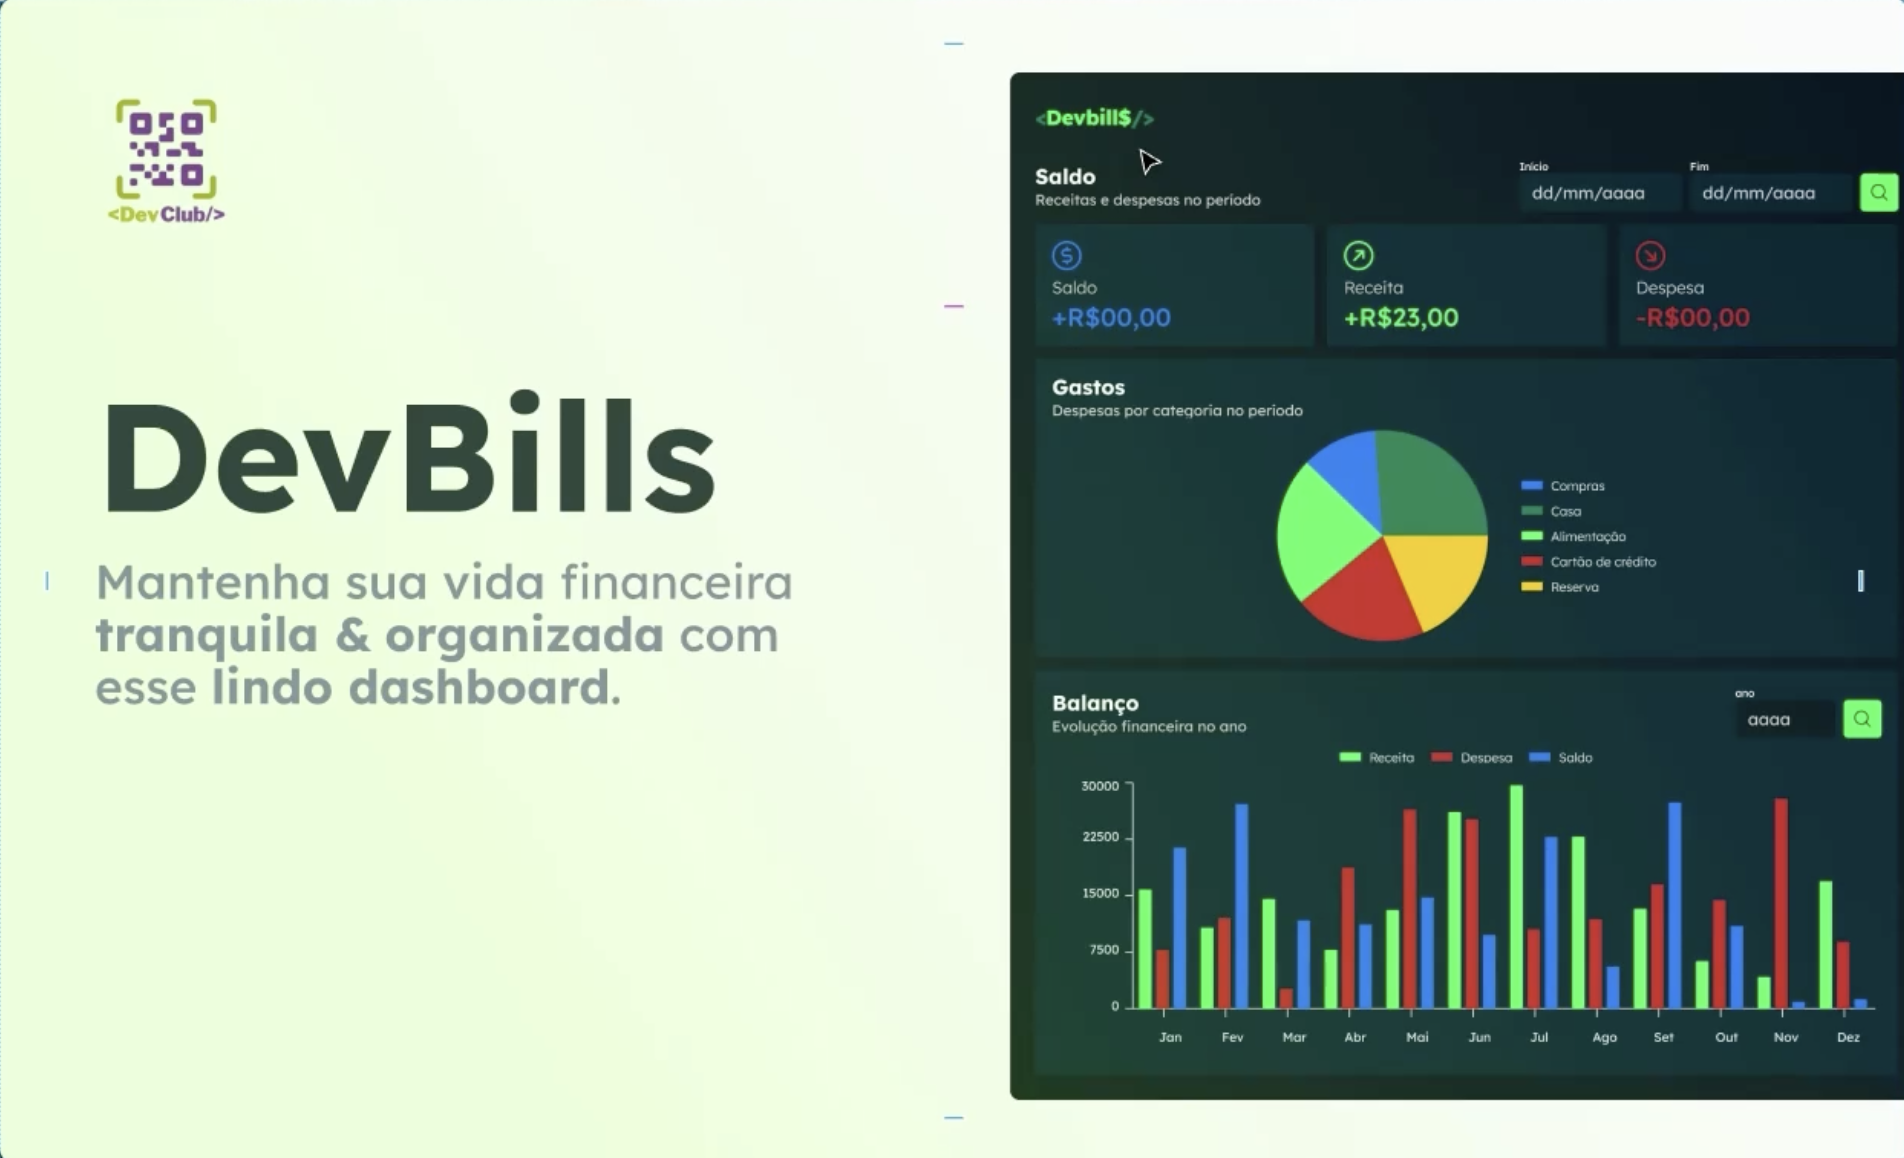 <DevClub/>
DevBills
Mantenha sua vida financeira
tranquila & organizada com
esse lindo dashboard.
<Devbill$/>
Saldo
Receitas e despesas no período
Início
dd/mm/aaaa
Fim
dd/mm/aaaa
Saldo
+R$00,00
Receita
+R$23,00
Despesa
-R$00,00
Gastos
Despesas por categoria no período
Compras
Casa
Alimentação
Cartão de crédito
Reserva
Balanço
Evolução financeira no ano
ano
aaaa
Receita
Despesa
Saldo
30000
22500
15000
7500
0
Jan
Fev
Mar
Abr
Mai
Jun
Jul
Ago
Set
Out
Nov
Dez